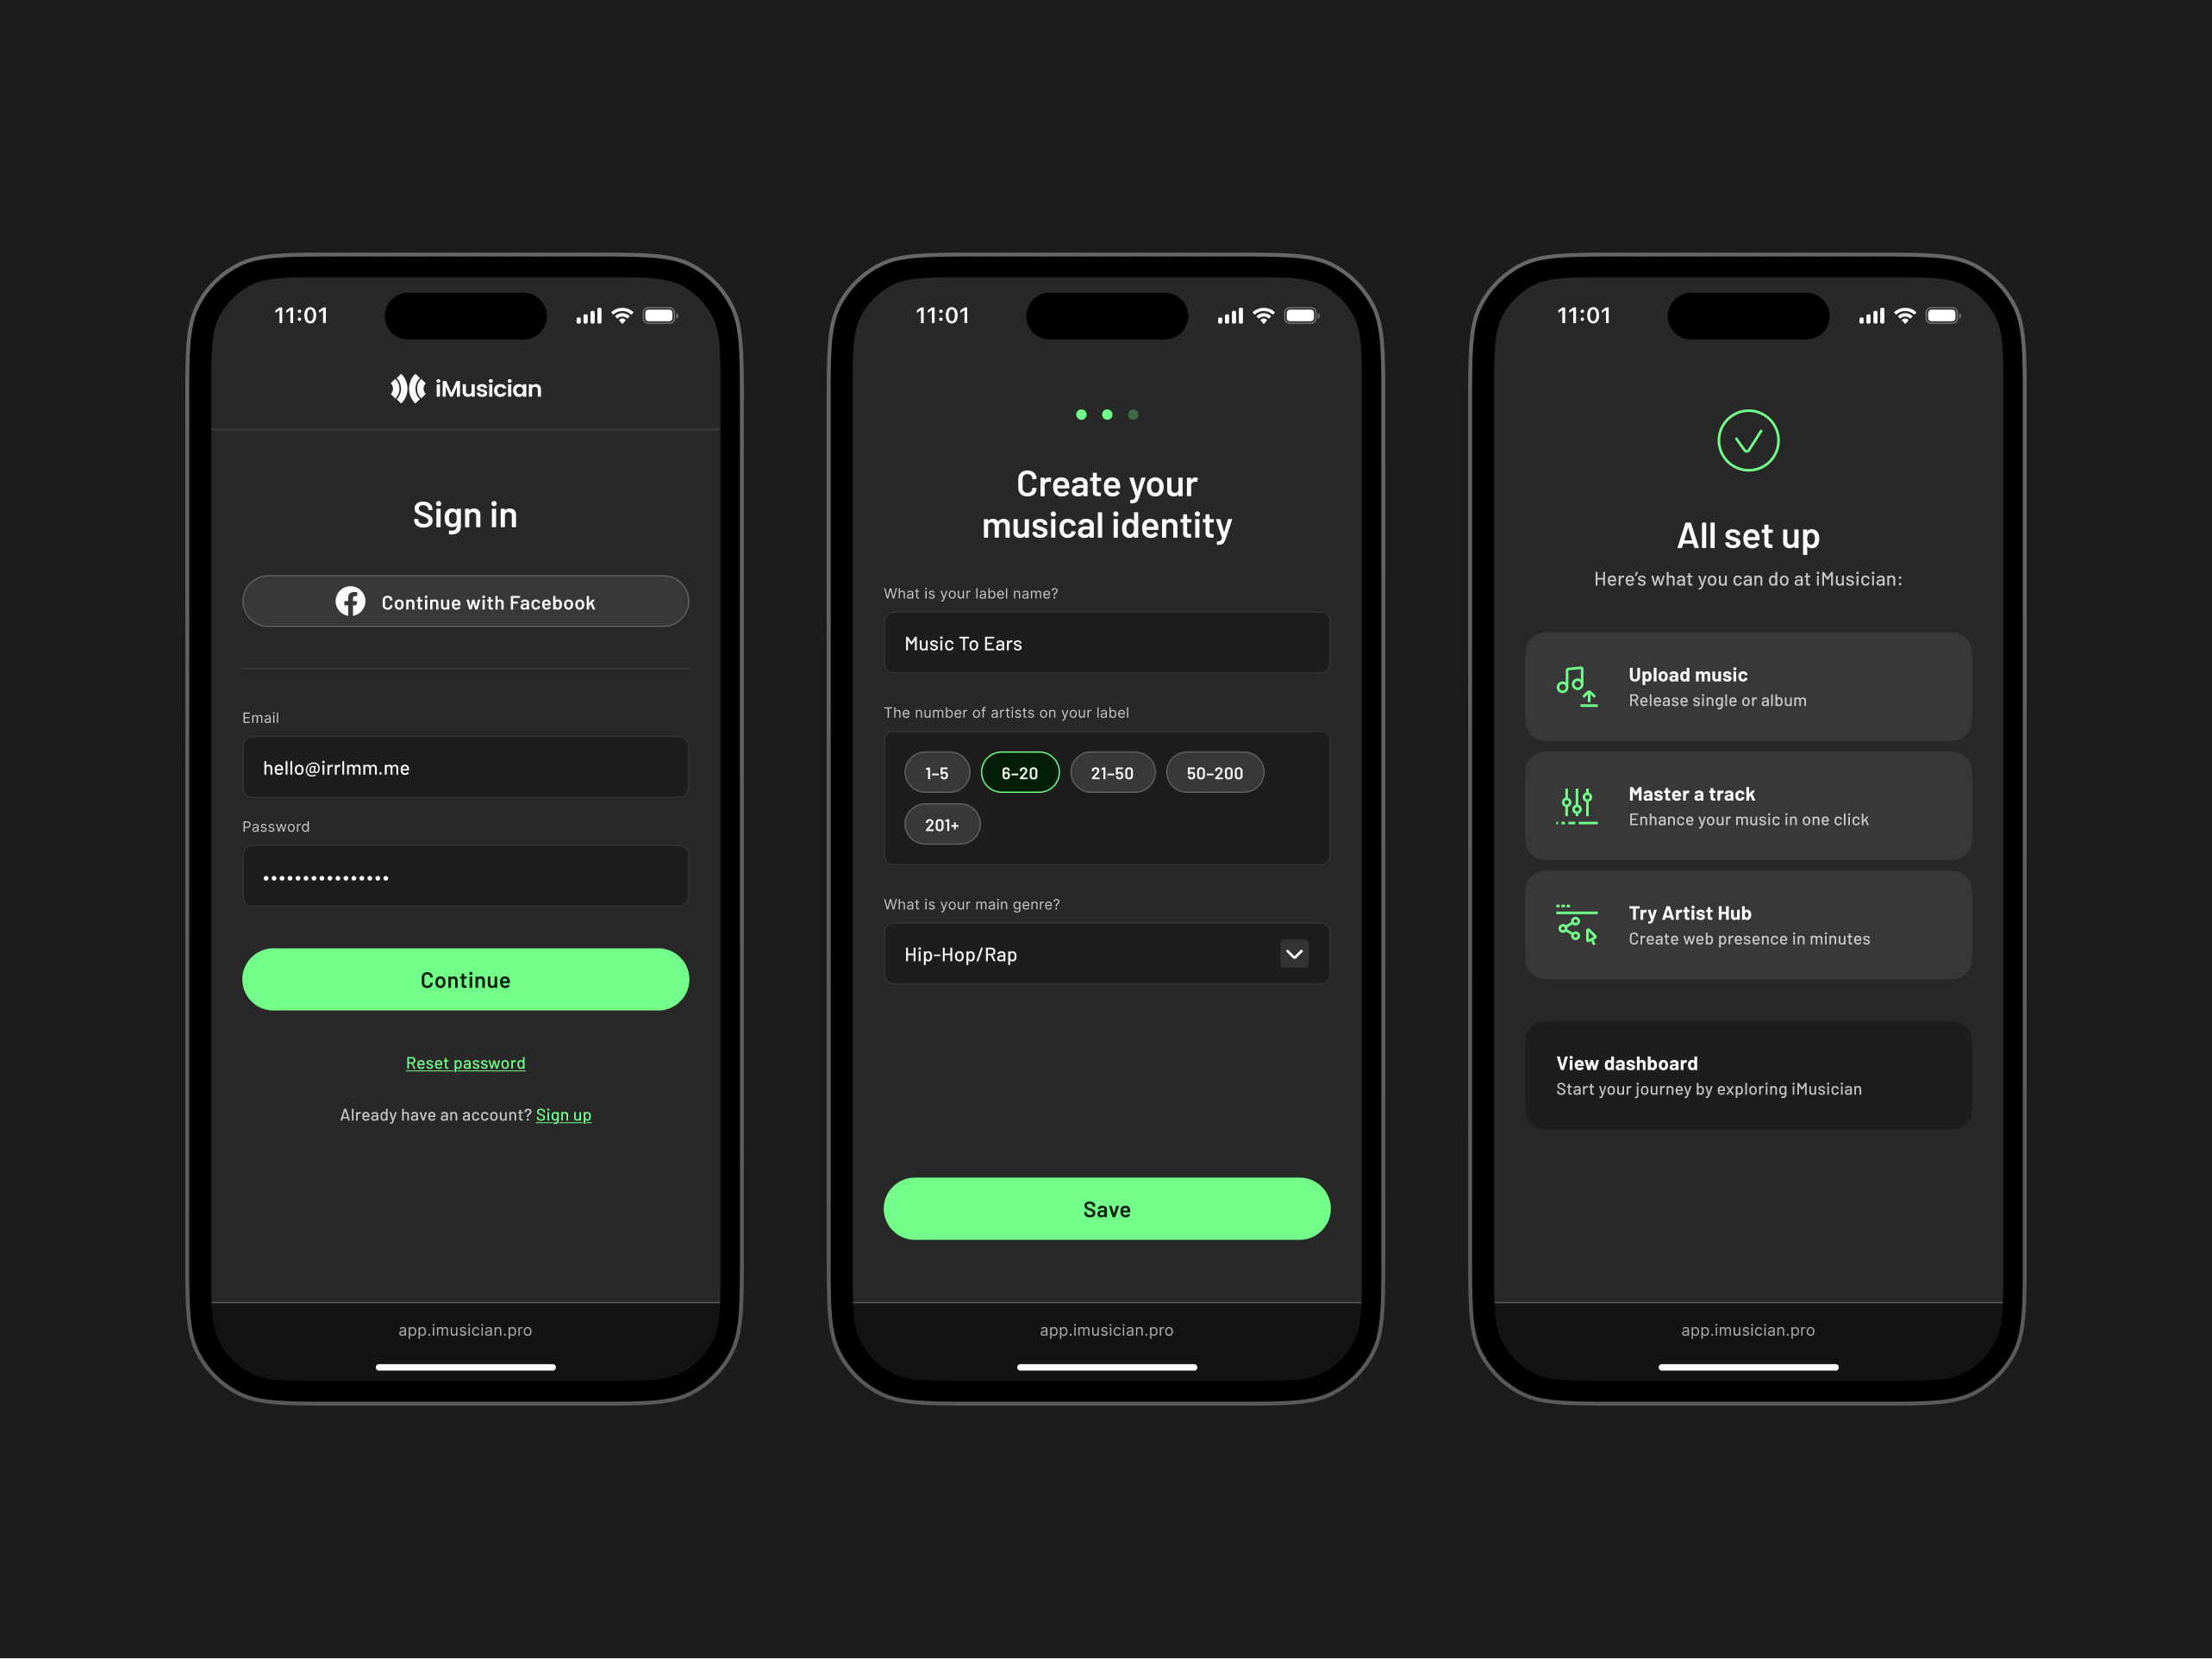 11:01
iMusician
Sign in
Continue with Facebook
Email
hello@irrlmm.me
Password
••••••••••••••••
Continue
Reset password
Already have an account? Sign up
app.imusician.pro
11:01
Create your
musical identity
What is your label name?
Music To Ears
The number of artists on your label
1–5 6–20 21–50 50–200
201+
What is your main genre?
Hip-Hop/Rap
Save
app.imusician.pro
11:01
All set up
Here’s what you can do at iMusician:
Upload music
Release single or album
Master a track
Enhance your music in one click
Try Artist Hub
Create web presence in minutes
View dashboard
Start your journey by exploring iMusician
app.imusician.pro